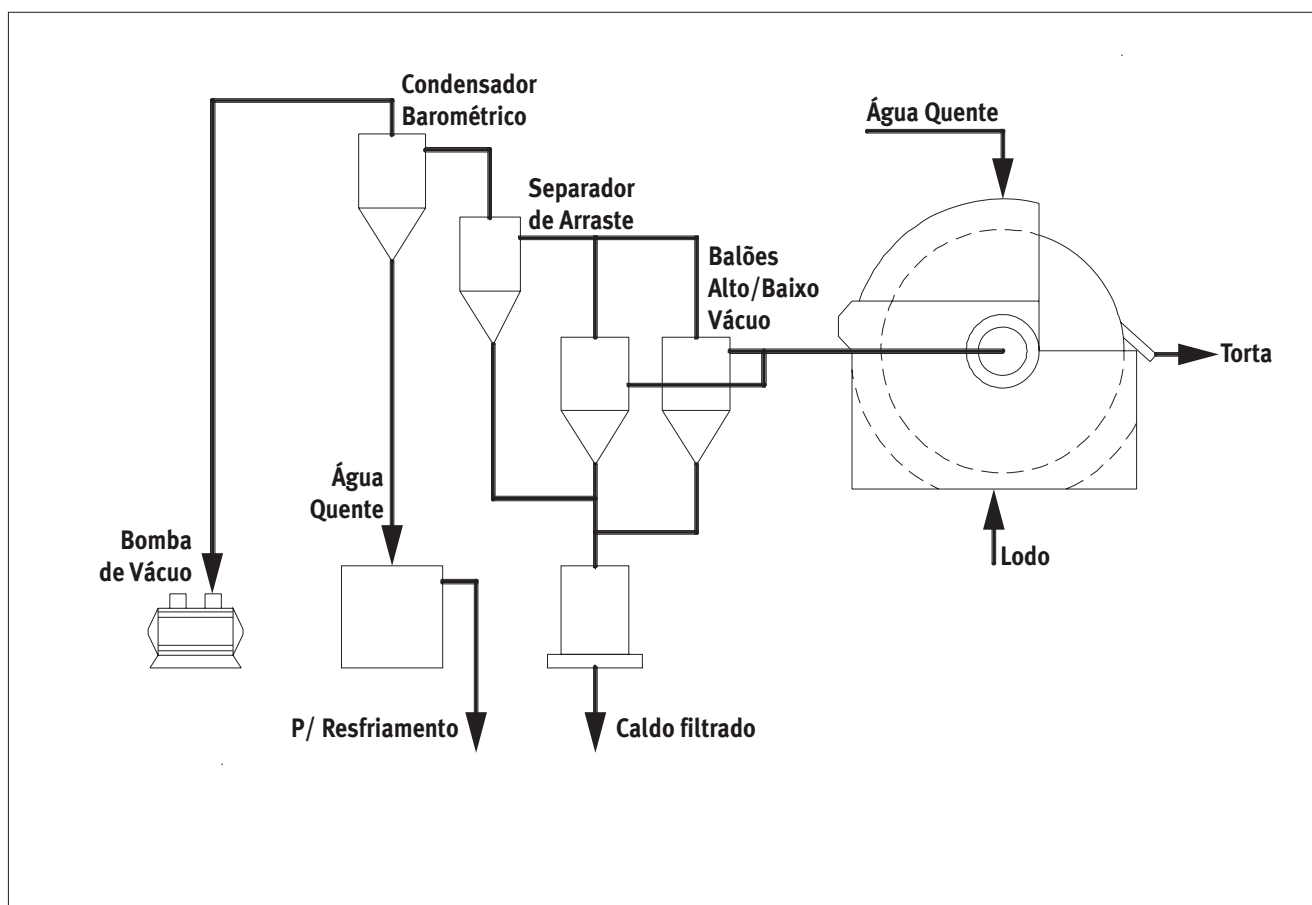 Condensador
Barométrico
Água Quente
Separador
de Arraste
Balões
Alto/Baixo
Vácuo
Torta
Água
Quente
Bomba
de Vácuo
Lodo
P/ Resfriamento
Caldo filtrado